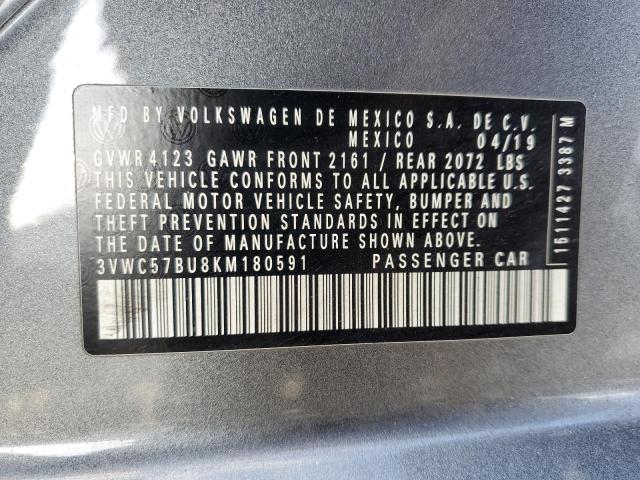 MFD BY VOLKSWAGEN DE MEXICO S.A. DE C.V.
MEXICO 04/19
GVWR 4123 GAWR FRONT 2161 / REAR 2072 LBS
THIS VEHICLE CONFORMS TO ALL APPLICABLE U.S.
FEDERAL MOTOR VEHICLE SAFETY, BUMPER AND
THEFT PREVENTION STANDARDS IN EFFECT ON
THE DATE OF MANUFACTURE SHOWN ABOVE.
3VWC57BU8KM180591 PASSENGER CAR
1511427 3387 M